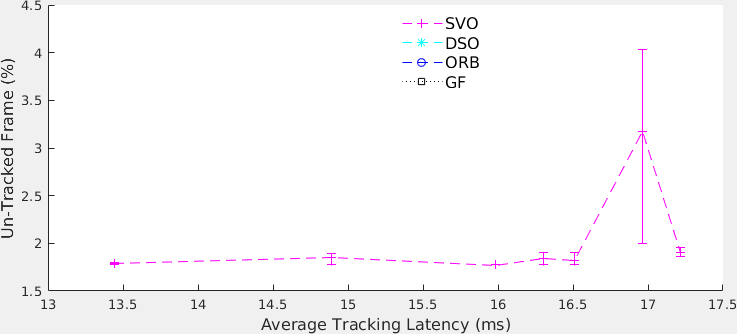 4.5
4
3.5
3
2.5
2
1.5
Un-Tracked Frame (%)
SVO
DSO
ORB
GF
13 13.5 14 14.5 15 15.5 16 16.5 17 17.5
Average Tracking Latency (ms)